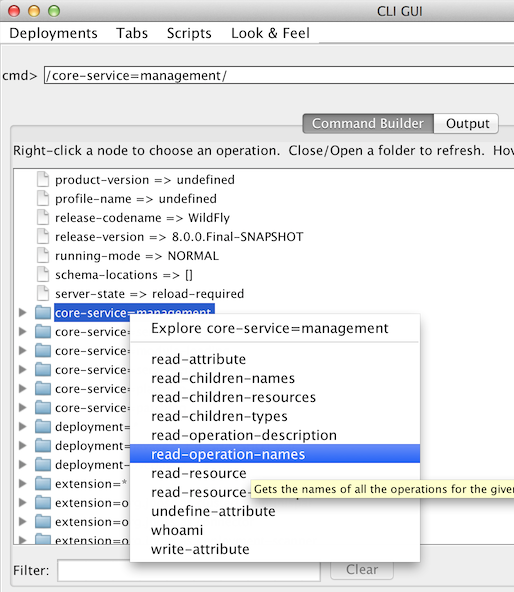 CLI GUI
Deployments Tabs Scripts Look & Feel
cmd> /core-service=management/
Command Builder Output
Right-click a node to choose an operation. Close/Open a folder to refresh. Hov
product-version => undefined
profile-name => undefined
release-codename => WildFly
release-version => 8.0.0.Final-SNAPSHOT
running-mode => NORMAL
schema-locations => []
server-state => reload-required
core-service=management
core-service=
core-service=
core-service=
core-service=
core-service=
deployment=
deployment=
deployment=
extension=*
extension=o
extension=o
extension=o
Explore core-service=management
read-attribute
read-children-names
read-children-resources
read-children-types
read-operation-description
read-operation-names
read-resource
read-resource-
Gets the names of all the operations for the given
undefine-attribute
whoami
write-attribute
Filter: Clear